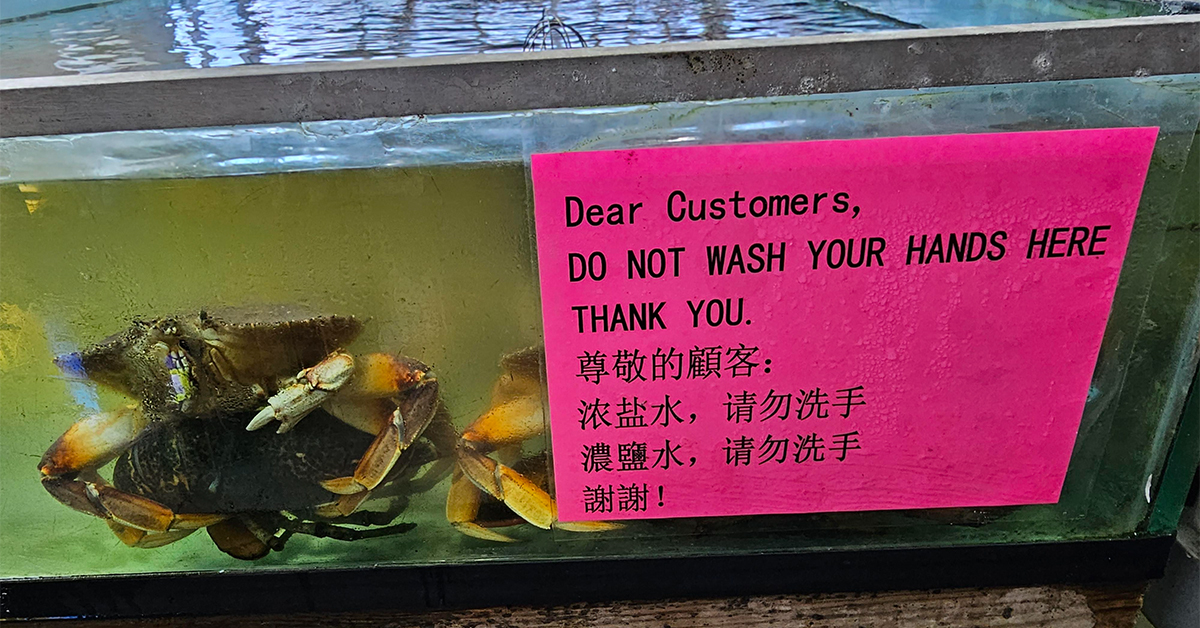 Dear Customers,
DO NOT WASH YOUR HANDS HERE
THANK YOU.
尊敬的顧客：
浓盐水，请勿洗手
濃鹽水，请勿洗手
謝謝！